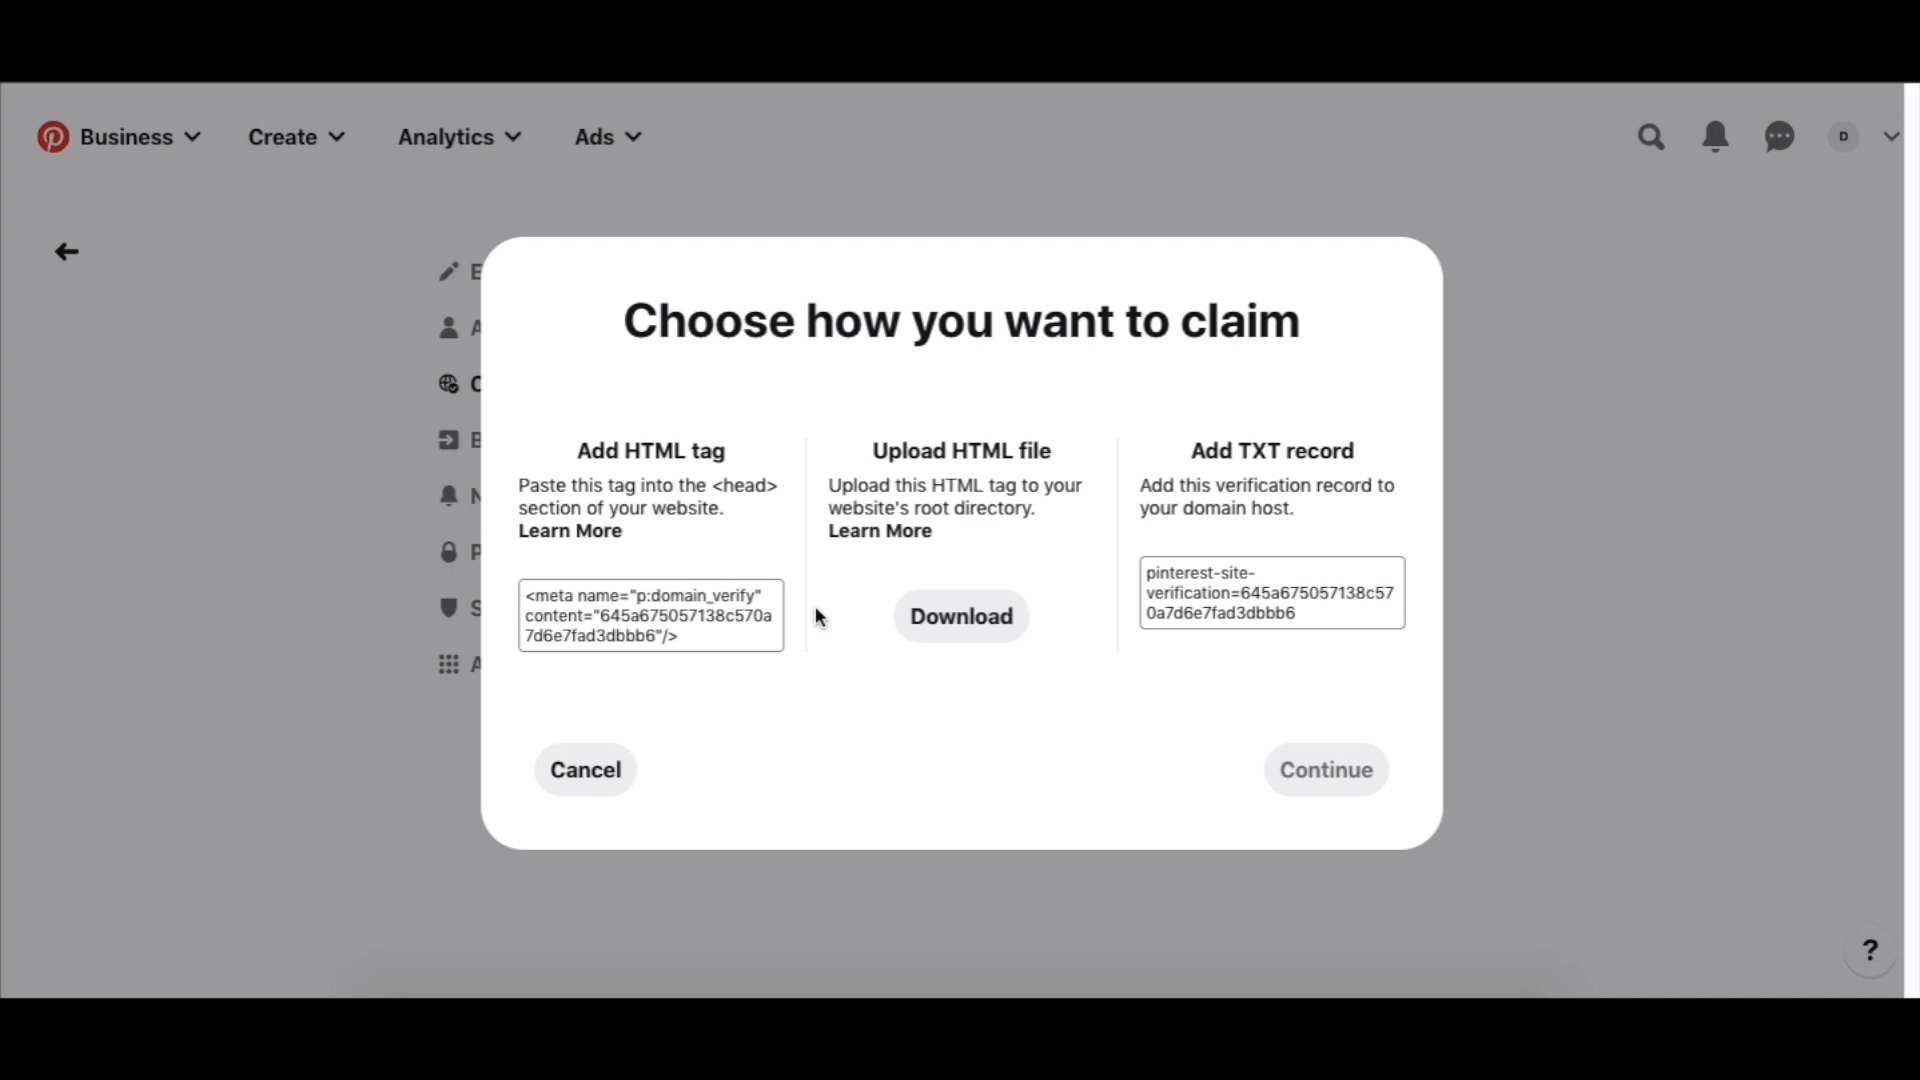 Business
Create
Analytics
Ads
D
E
A
C
E
N
P
S
A
Choose how you want to claim
Add HTML tag
Paste this tag into the <head>
section of your website.
Learn More
<meta name="p:domain_verify"
content="645a675057138c570a
7d6e7fad3dbbb6"/>
Upload HTML file
Upload this HTML tag to your
website's root directory.
Learn More
Download
Add TXT record
Add this verification record to
your domain host.
pinterest-site-
verification=645a675057138c57
0a7d6e7fad3dbbb6
Cancel
Continue
?